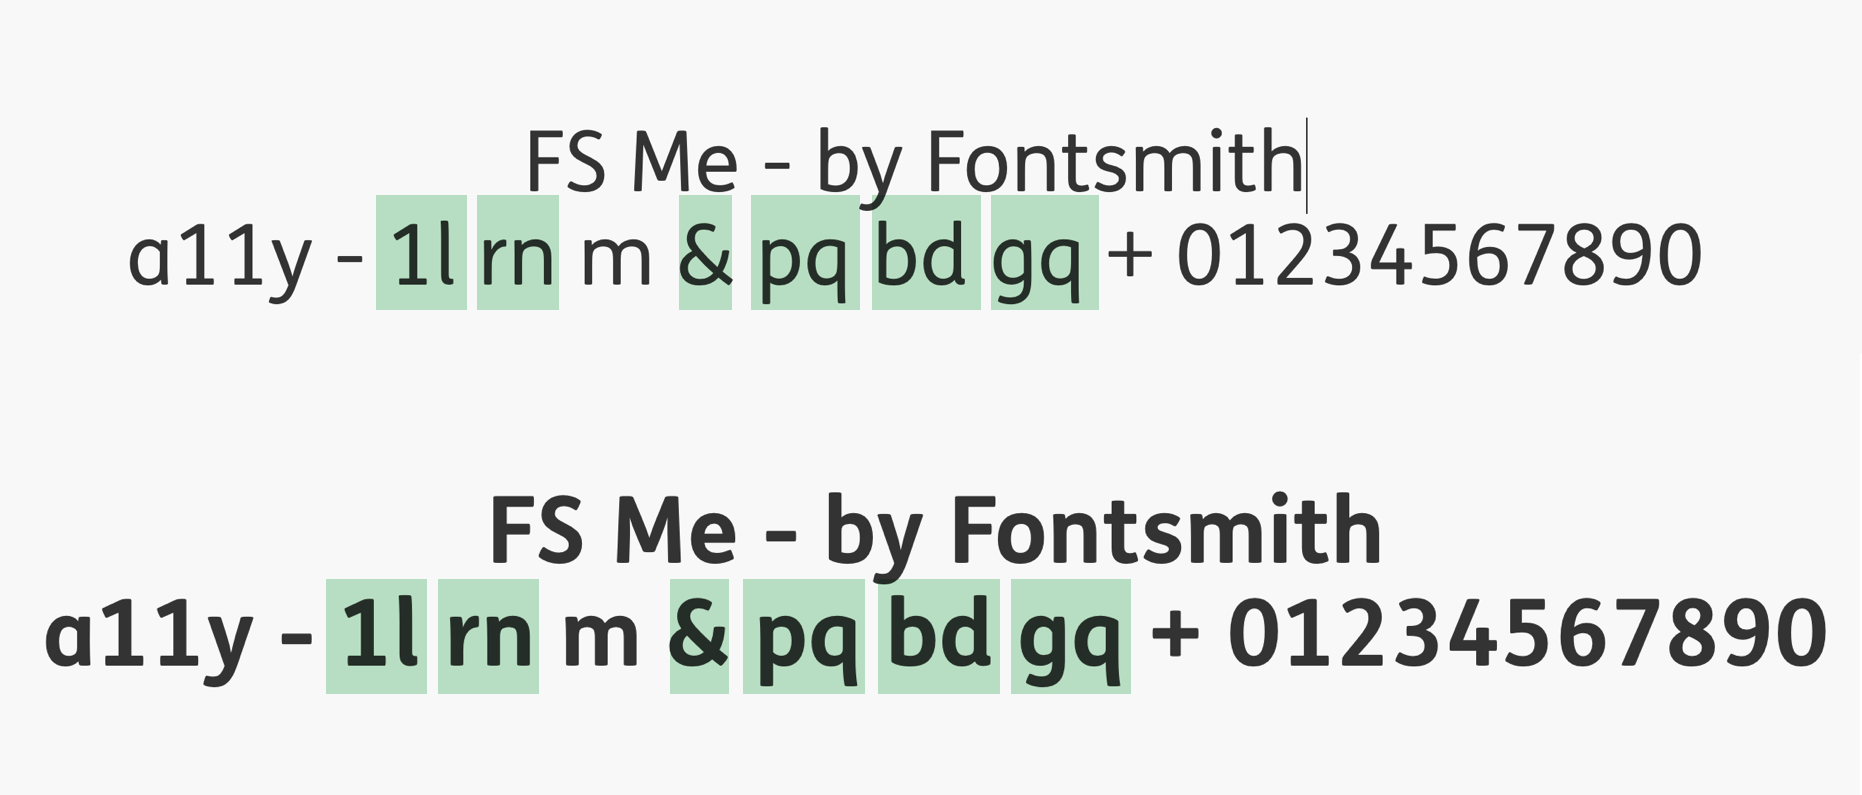 FS Me - by Fontsmith
a11y - 1l rn m & pq bd gq + 01234567890
FS Me - by Fontsmith
a11y - 1l rn m & pq bd gq + 01234567890